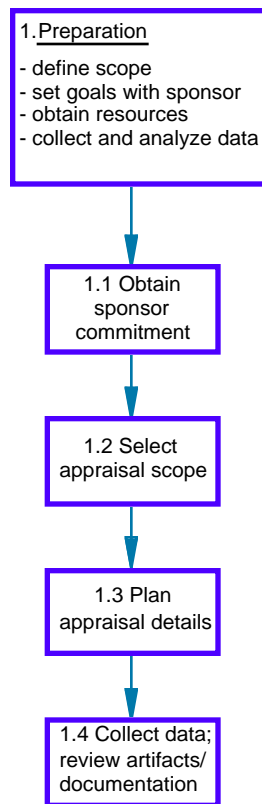 1.Preparation
- define scope
- set goals with sponsor
- obtain resources
- collect and analyze data
1.1 Obtain
sponsor
commitment
1.2 Select
appraisal scope
1.3 Plan
appraisal details
1.4 Collect data;
review artifacts/
documentation